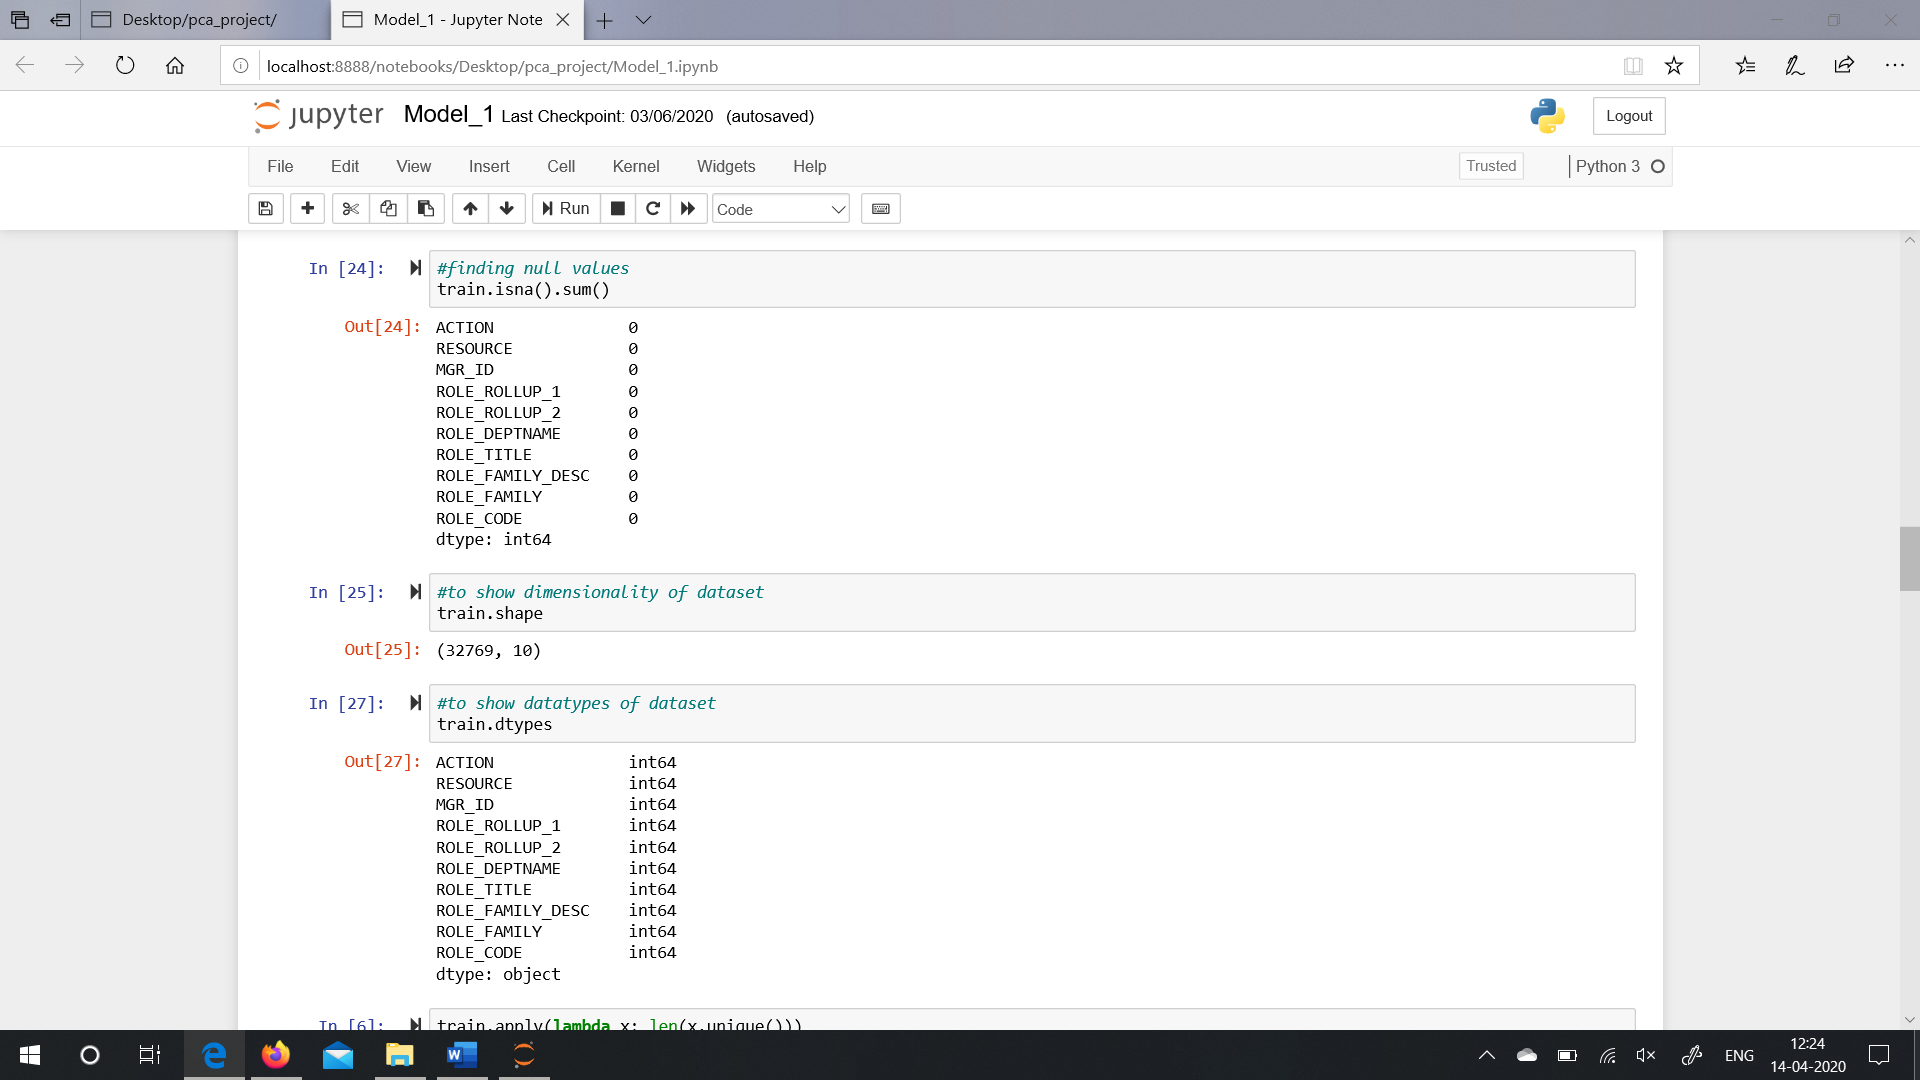 Desktop/pca_project/
Model_1 - Jupyter Note
localhost:8888/notebooks/Desktop/pca_project/Model_1.ipynb
jupyter Model_1 Last Checkpoint: 03/06/2020 (autosaved)
Logout
File Edit View Insert Cell Kernel Widgets Help
Trusted
Python 3
Run
Code
In [24]:
#finding null values
train.isna().sum()
Out[24]:
ACTION 0
RESOURCE 0
MGR_ID 0
ROLE_ROLLUP_1 0
ROLE_ROLLUP_2 0
ROLE_DEPTNAME 0
ROLE_TITLE 0
ROLE_FAMILY_DESC 0
ROLE_FAMILY 0
ROLE_CODE 0
dtype: int64
In [25]:
#to show dimensionality of dataset
train.shape
Out[25]:
(32769, 10)
In [27]:
#to show datatypes of dataset
train.dtypes
Out[27]:
ACTION int64
RESOURCE int64
MGR_ID int64
ROLE_ROLLUP_1 int64
ROLE_ROLLUP_2 int64
ROLE_DEPTNAME int64
ROLE_TITLE int64
ROLE_FAMILY_DESC int64
ROLE_FAMILY int64
ROLE_CODE int64
dtype: object
In [6]:
train.apply(lambda x: len(x.unique()))
ENG
12:24
14-04-2020